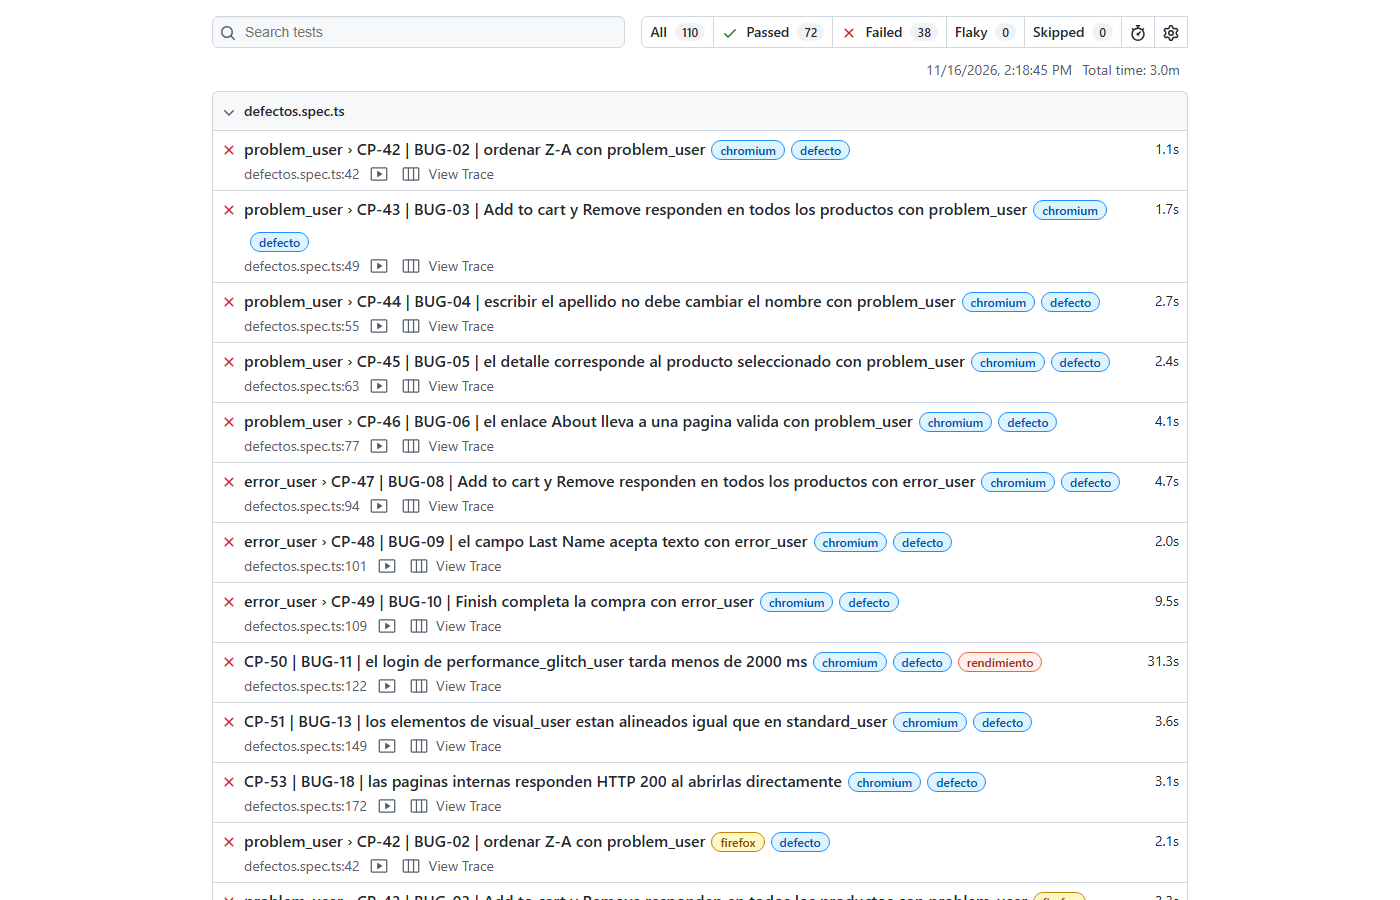 Search tests
All 110 Passed 72 Failed 38 Flaky 0 Skipped 0
11/16/2026, 2:18:45 PM Total time: 3.0m
defectos.spec.ts
problem_user › CP-42 | BUG-02 | ordenar Z-A con problem_user chromium defecto 1.1s
defectos.spec.ts:42 View Trace
problem_user › CP-43 | BUG-03 | Add to cart y Remove responden en todos los productos con problem_user chromium 1.7s
defecto
defectos.spec.ts:49 View Trace
problem_user › CP-44 | BUG-04 | escribir el apellido no debe cambiar el nombre con problem_user chromium defecto 2.7s
defectos.spec.ts:55 View Trace
problem_user › CP-45 | BUG-05 | el detalle corresponde al producto seleccionado con problem_user chromium defecto 2.4s
defectos.spec.ts:63 View Trace
problem_user › CP-46 | BUG-06 | el enlace About lleva a una pagina valida con problem_user chromium defecto 4.1s
defectos.spec.ts:77 View Trace
error_user › CP-47 | BUG-08 | Add to cart y Remove responden en todos los productos con error_user chromium defecto 4.7s
defectos.spec.ts:94 View Trace
error_user › CP-48 | BUG-09 | el campo Last Name acepta texto con error_user chromium defecto 2.0s
defectos.spec.ts:101 View Trace
error_user › CP-49 | BUG-10 | Finish completa la compra con error_user chromium defecto 9.5s
defectos.spec.ts:109 View Trace
CP-50 | BUG-11 | el login de performance_glitch_user tarda menos de 2000 ms chromium defecto rendimiento 31.3s
defectos.spec.ts:122 View Trace
CP-51 | BUG-13 | los elementos de visual_user estan alineados igual que en standard_user chromium defecto 3.6s
defectos.spec.ts:149 View Trace
CP-53 | BUG-18 | las paginas internas responden HTTP 200 al abrirlas directamente chromium defecto 3.1s
defectos.spec.ts:172 View Trace
problem_user › CP-42 | BUG-02 | ordenar Z-A con problem_user firefox defecto 2.1s
defectos.spec.ts:42 View Trace